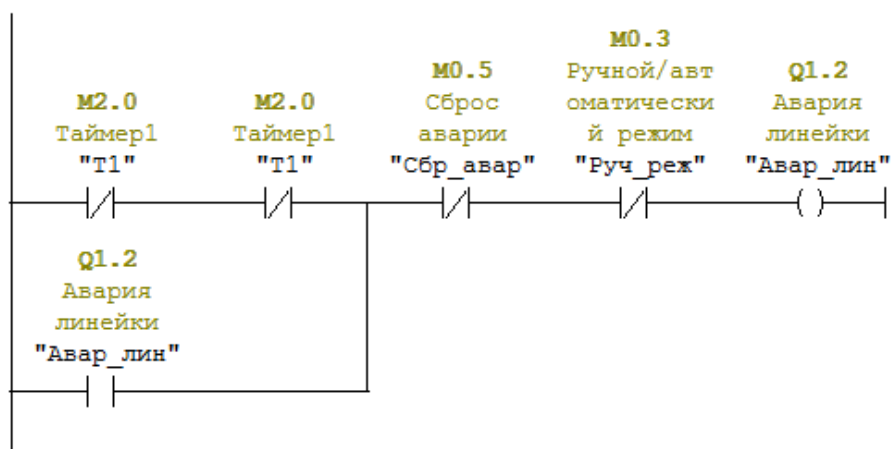 M2.0
Таймер1
"T1"
M2.0
Таймер1
"T1"
M0.5
Сброс
аварии
"Сбр_авар"
M0.3
Ручной/авт
оматически
й режим
"Руч_реж"
Q1.2
Авария
линейки
"Авар_лин"
Q1.2
Авария
линейки
"Авар_лин"